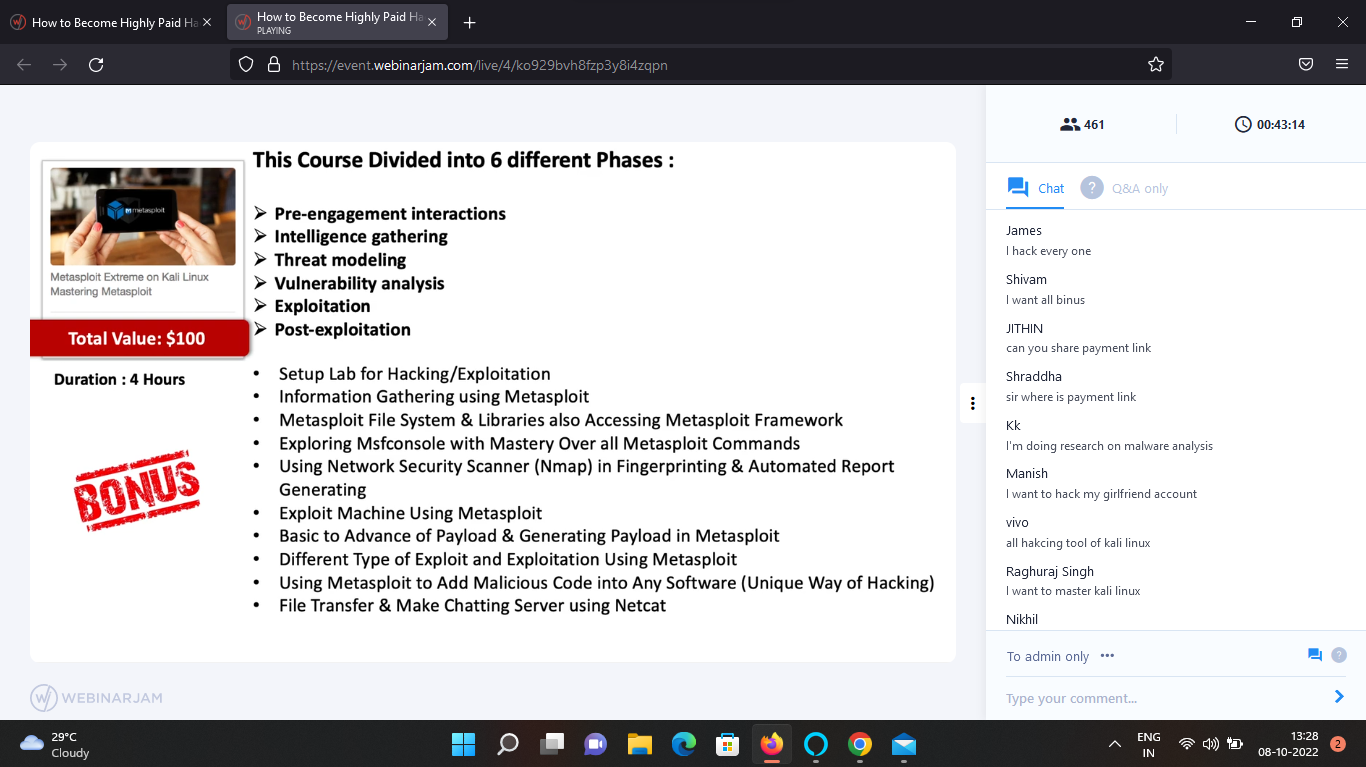 How to Become Highly Paid Ha
How to Become Highly Paid Ha
PLAYING
https://event.webinarjam.com/live/4/ko929bvh8fzp3y8i4zqpn
This Course Divided into 6 different Phases :
metasploit
Metasploit Extreme on Kali Linux
Mastering Metasploit
Total Value: $100
Duration : 4 Hours
BONUS
➢ Pre-engagement interactions
➢ Intelligence gathering
➢ Threat modeling
➢ Vulnerability analysis
➢ Exploitation
➢ Post-exploitation
• Setup Lab for Hacking/Exploitation
• Information Gathering using Metasploit
• Metasploit File System & Libraries also Accessing Metasploit Framework
• Exploring Msfconsole with Mastery Over all Metasploit Commands
• Using Network Security Scanner (Nmap) in Fingerprinting & Automated Report
Generating
• Exploit Machine Using Metasploit
• Basic to Advance of Payload & Generating Payload in Metasploit
• Different Type of Exploit and Exploitation Using Metasploit
• Using Metasploit to Add Malicious Code into Any Software (Unique Way of Hacking)
• File Transfer & Make Chatting Server using Netcat
WEBINARJAM
461
00:43:14
Chat
? Q&A only
James
I hack every one
Shivam
I want all binus
JITHIN
can you share payment link
Shraddha
sir where is payment link
Kk
I'm doing research on malware analysis
Manish
I want to hack my girlfriend account
vivo
all hakcing tool of kali linux
Raghuraj Singh
I want to master kali linux
Nikhil
To admin only •••
?
Type your comment...
29°C
Cloudy
ENG
IN
13:28
08-10-2022
2